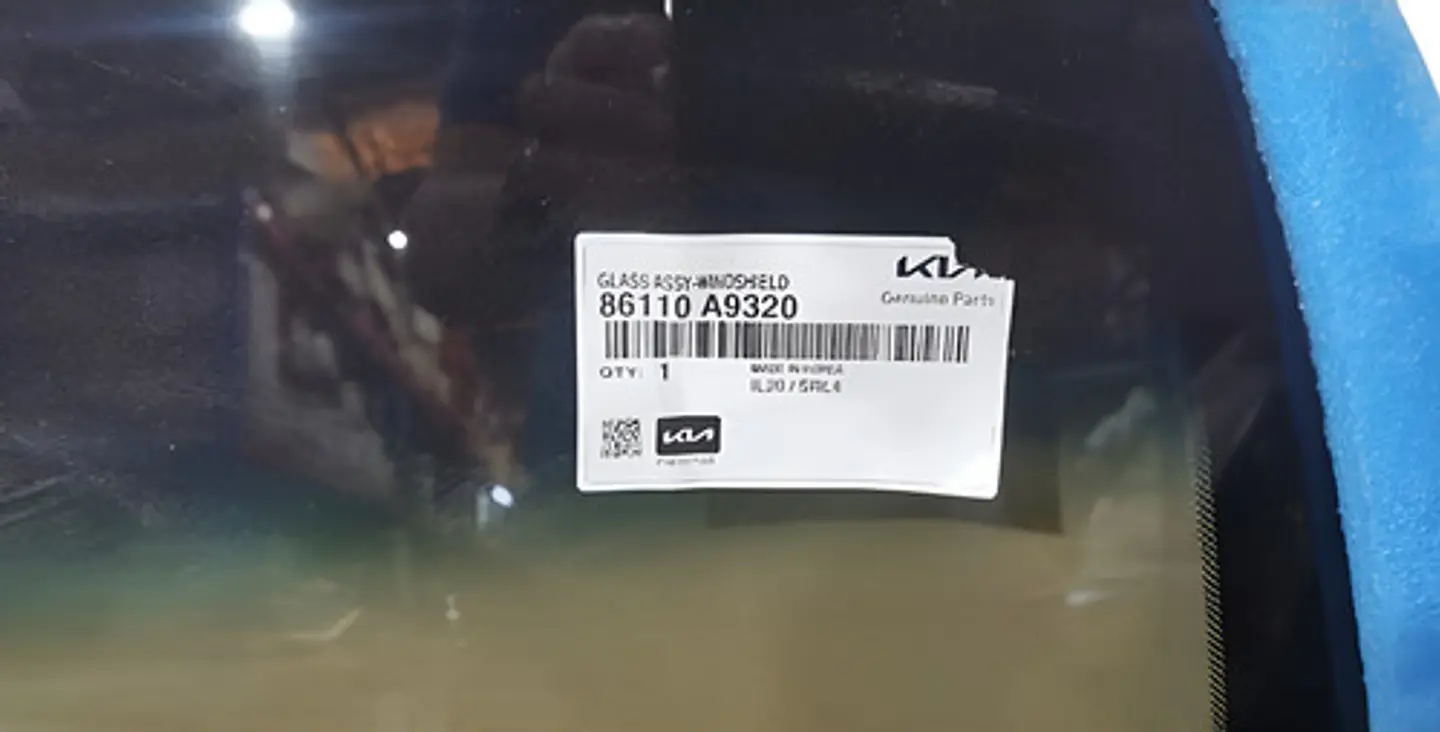 KIA
Genuine Parts
GLASS ASSY-WINDSHIELD
86110 A9320
QTY: 1
MADE IN KOREA
KIA